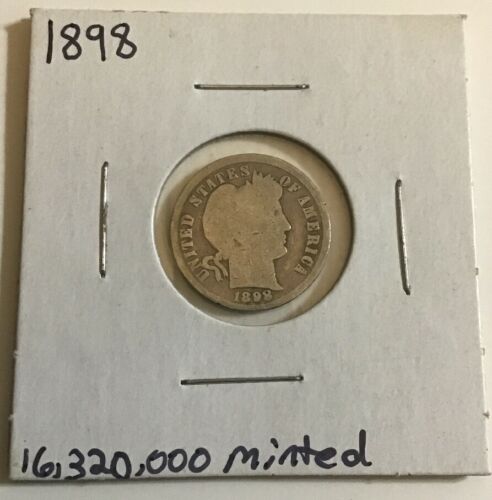 1898
UNITED STATES OF AMERICA
1898
16,320,000 minted